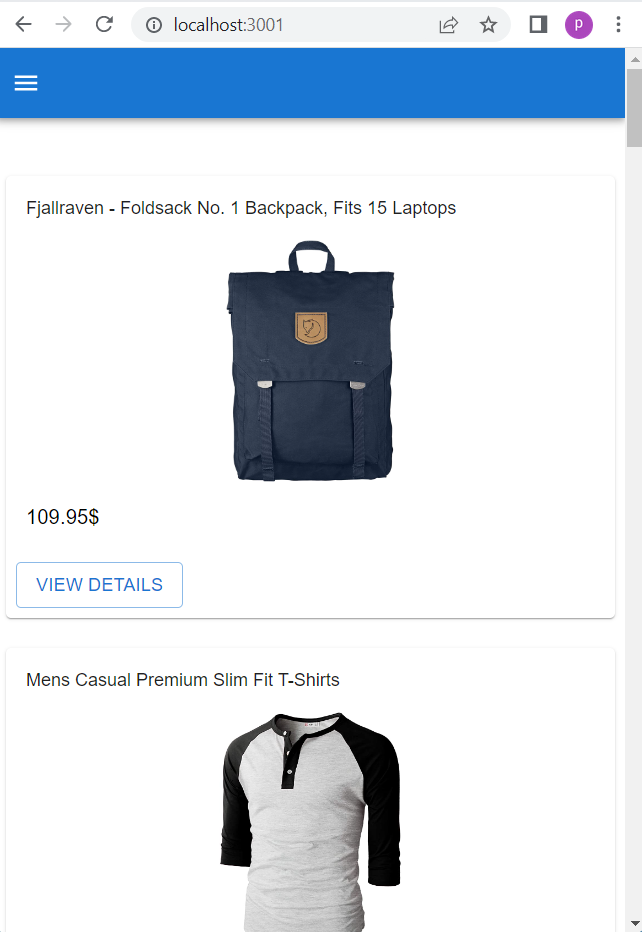 localhost:3001
P
Fjallraven - Foldsack No. 1 Backpack, Fits 15 Laptops
109.95$
VIEW DETAILS
Mens Casual Premium Slim Fit T-Shirts